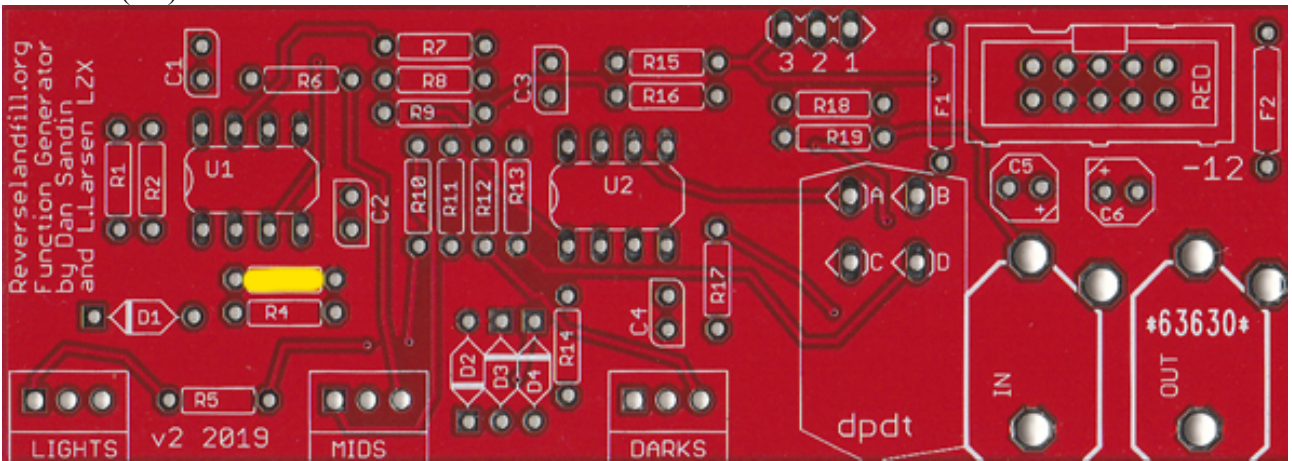 Reverselandfill.org
Function Generator
by Dan Sandin
and L.Larsen LZX
C1
R6
R7
R8
R9
C3
R15
R16
3 2 1
R18
R19
F1
RED
F2
-12
R1
R2
U1
C2
R10
R11
R12
R13
U2
A
B
C
D
C5
+
+
C6
R17
C4
R4
D1
R14
D2
D3
D4
R5
LIGHTS
v2 2019
MIDS
DARKS
dpdt
IN
OUT
*63630*